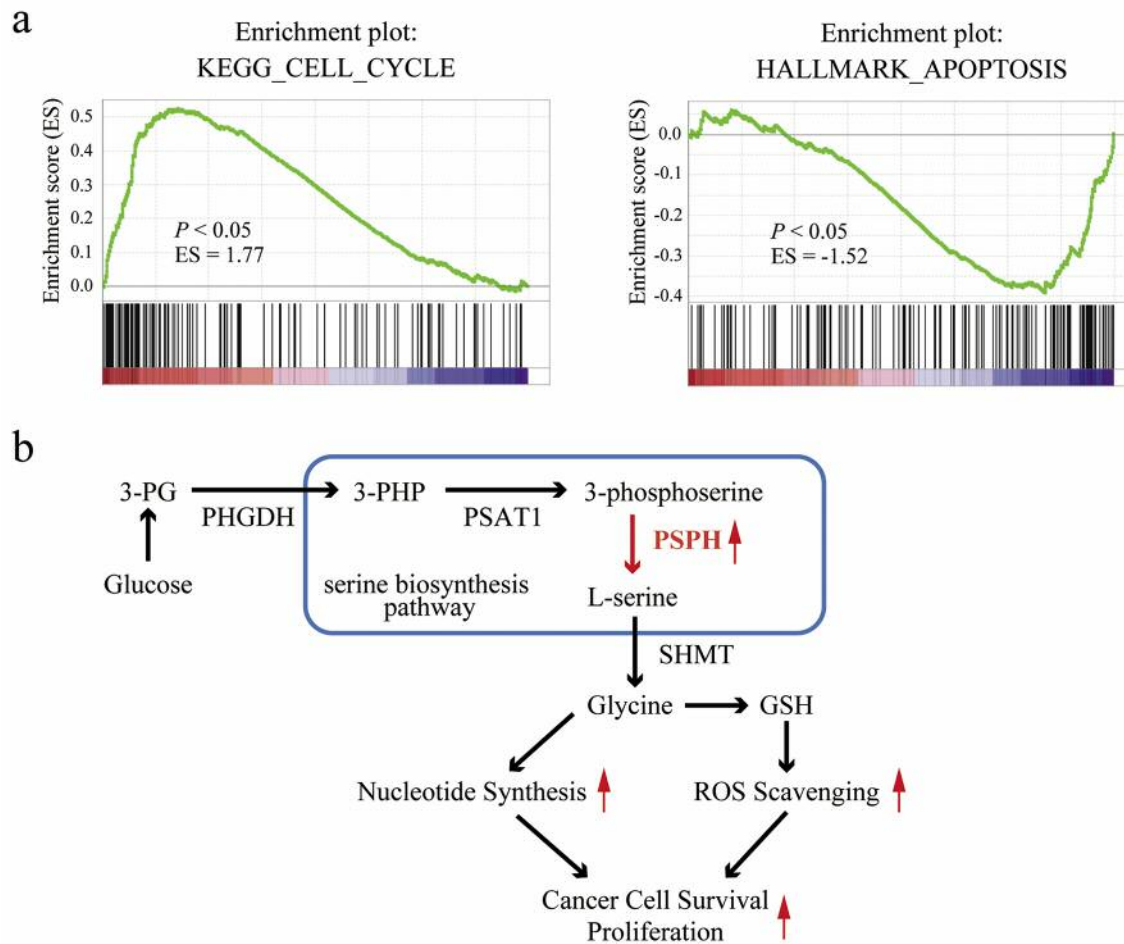 a
Enrichment plot:
KEGG_CELL_CYCLE
Enrichment score (ES)
0.5
0.4
0.3
0.2
0.1
0.0
P < 0.05
ES = 1.77
Enrichment plot:
HALLMARK_APOPTOSIS
Enrichment score (ES)
0.0
-0.1
-0.2
-0.3
-0.4
P < 0.05
ES = -1.52
b
3-PG
PHGDH
3-PHP
PSAT1
3-phosphoserine
PSPH
Glucose
serine biosynthesis
pathway
L-serine
SHMT
Glycine
GSH
Nucleotide Synthesis
ROS Scavenging
Cancer Cell Survival
Proliferation